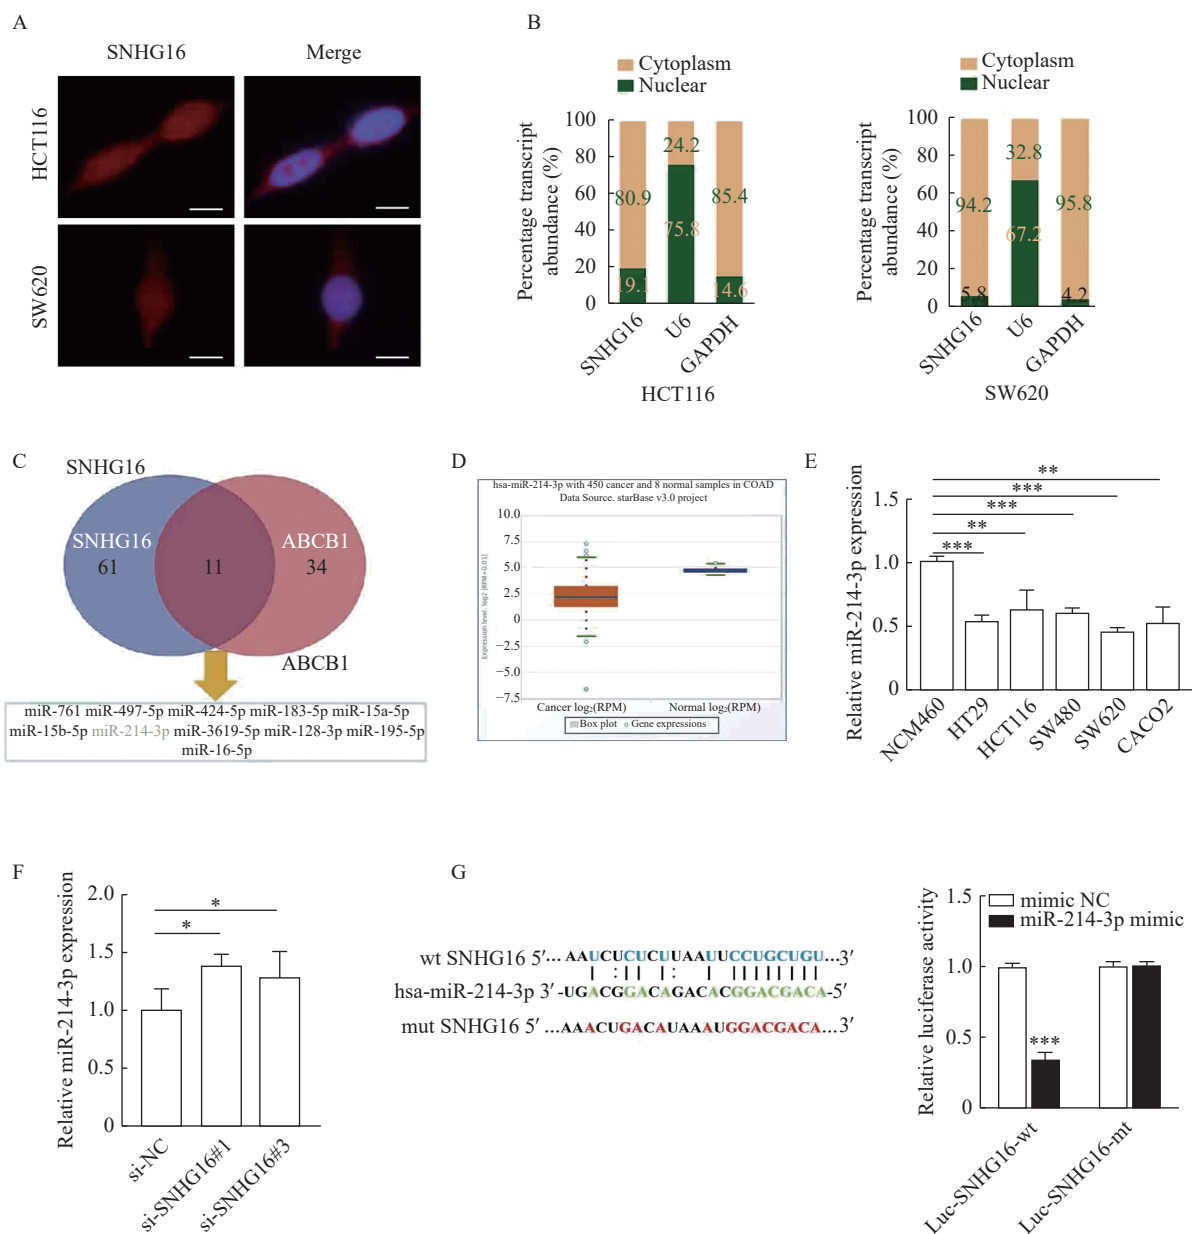 A
SNHG16
Merge
HCT116
SW620
B
Cytoplasm
Nuclear
Percentage transcript
abundance (%)
100
80
60
40
20
0
80.9
19.1
24.2
75.8
85.4
14.6
SNHG16
U6
GAPDH
HCT116
Cytoplasm
Nuclear
Percentage transcript
abundance (%)
100
80
60
40
20
0
94.2
5.8
32.8
67.2
95.8
4.2
SNHG16
U6
GAPDH
SW620
C
SNHG16
SNHG16
61
11
ABCB1
34
ABCB1
miR-761 miR-497-5p miR-424-5p miR-183-5p miR-15a-5p
miR-15b-5p miR-214-3p miR-3619-5p miR-128-3p miR-195-5p
miR-16-5p
D
hsa-miR-214-3p with 450 cancer and 8 normal samples in COAD
Data Source. starBase v3.0 project
Expression level: log2 [RPM+0.01]
10.0
7.5
5.0
2.5
0
−2.5
−5.0
−7.5
Cancer log2(RPM)
Normal log2(RPM)
Box plot
Gene expressions
E
Relative miR-214-3p expression
1.5
1.0
0.5
0
**
***
***
**
***
NCM460
HT29
HCT116
SW480
SW620
CACO2
F
Relative miR-214-3p expression
2.0
1.5
1.0
0.5
0
*
*
si-NC
si-SNHG16#1
si-SNHG16#3
G
wt SNHG16 5′... AAUCUCUCUUAAUUCCUGCUGU...3′
hsa-miR-214-3p 3′ -UGACGGACAGACACGGACGACA-5′
mut SNHG16 5′ ...AAACUGACAUAAAUGGACGACA...3′
Relative luciferase activity
1.5
1.0
0.5
0
mimic NC
miR-214-3p mimic
***
Luc-SNHG16-wt
Luc-SNHG16-mt